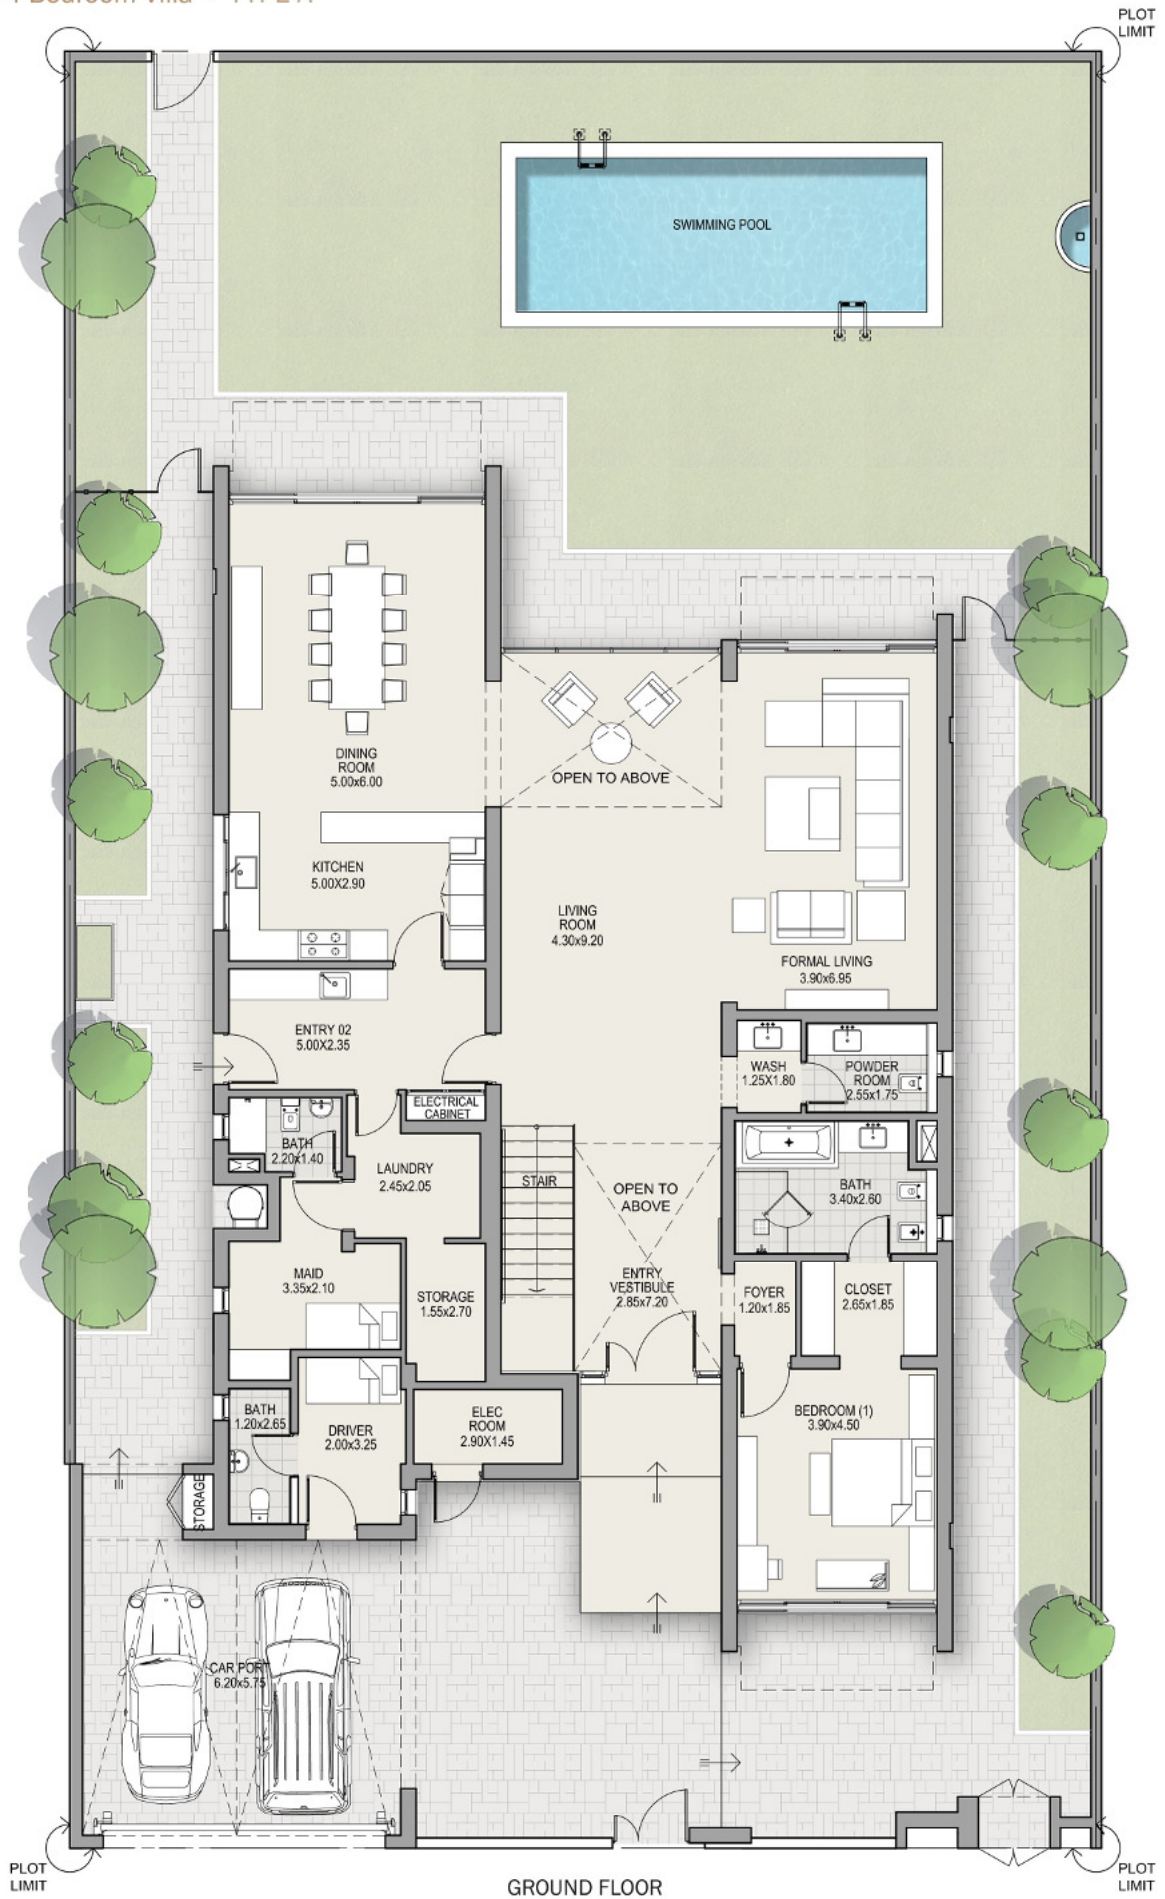 PLOT
LIMIT
SWIMMING POOL
DINING
ROOM
5.00x6.00
OPEN TO ABOVE
KITCHEN
5.00X2.90
LIVING
ROOM
4.30x9.20
FORMAL LIVING
3.90x6.95
ENTRY 02
5.00X2.35
WASH
1.25X1.80
POWDER
ROOM
2.55x1.75
ELECTRICAL
CABINET
BATH
2.20x1.40
LAUNDRY
2.45x2.05
STAIR
OPEN TO
ABOVE
BATH
3.40x2.60
MAID
3.35x2.10
STORAGE
1.55x2.70
ENTRY
VESTIBULE
2.85x7.20
FOYER
1.20x1.85
CLOSET
2.65x1.85
BATH
1.20x2.65
DRIVER
2.00x3.25
ELEC
ROOM
2.90X1.45
BEDROOM (1)
3.90x4.50
STORAGE
CAR PORT
6.20x5.75
PLOT
LIMIT
GROUND FLOOR
PLOT
LIMIT